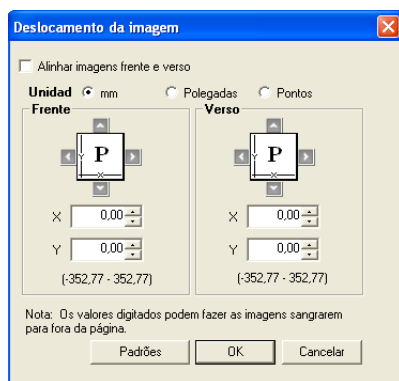 Deslocamento da imagem
Alinhar imagens frente e verso
Unidad mm Polegadas Pontos
Frente Verso
P P
Y Y
X X
X 0,00 X 0,00
Y 0,00 Y 0,00
(-352,77 - 352,77) (-352,77 - 352,77)
Nota: Os valores digitados podem fazer as imagens sangrarem
para fora da página.
Padrões OK Cancelar